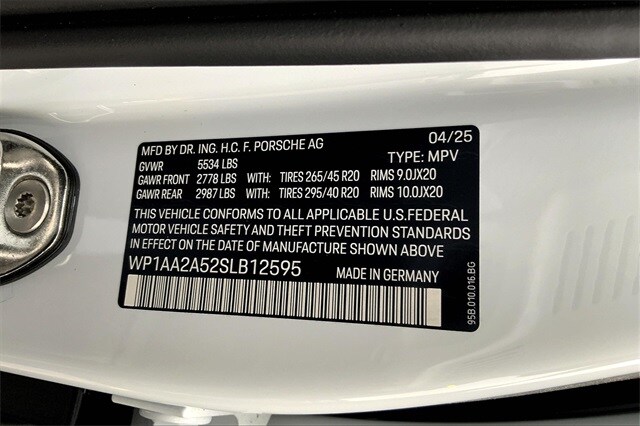 MFD BY DR. ING. H.C. F. PORSCHE AG 04/25
GVWR 5534 LBS TYPE: MPV
GAWR FRONT 2778 LBS WITH: TIRES 265/45 R20 RIMS 9.0JX20
GAWR REAR 2987 LBS WITH: TIRES 295/40 R20 RIMS 10.0JX20
THIS VEHICLE CONFORMS TO ALL APPLICABLE U.S.FEDERAL
MOTOR VEHICLE SAFETY AND THEFT PREVENTION STANDARDS
IN EFFECT ON THE DATE OF MANUFACTURE SHOWN ABOVE
WP1AA2A52SLB12595 MADE IN GERMANY
95B.010.016.BG